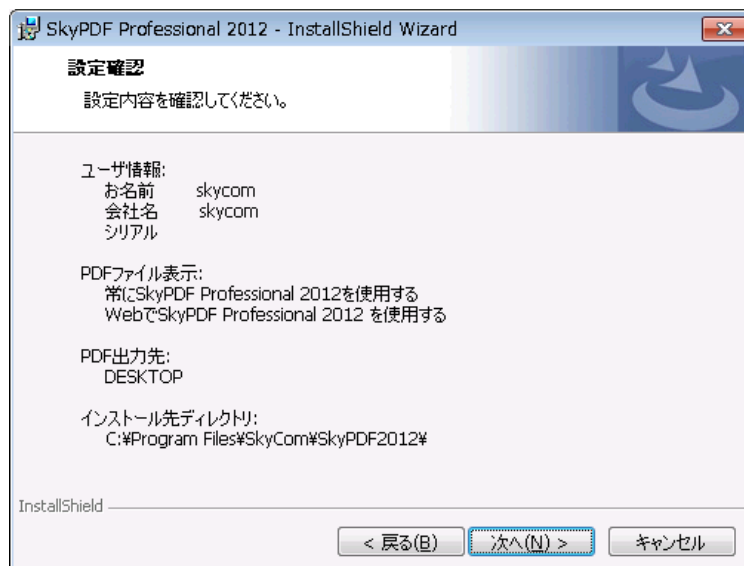 SkyPDF Professional 2012 - InstallShield Wizard
設定確認
設定内容を確認してください。
ユーザ情報:
お名前 skycom
会社名 skycom
シリアル
PDFファイル表示:
常にSkyPDF Professional 2012を使用する
WebでSkyPDF Professional 2012 を使用する
PDF出力先:
DESKTOP
インストール先ディレクトリ:
C:¥Program Files¥SkyCom¥SkyPDF2012¥
InstallShield
< 戻る(B) 次へ(N) > キャンセル